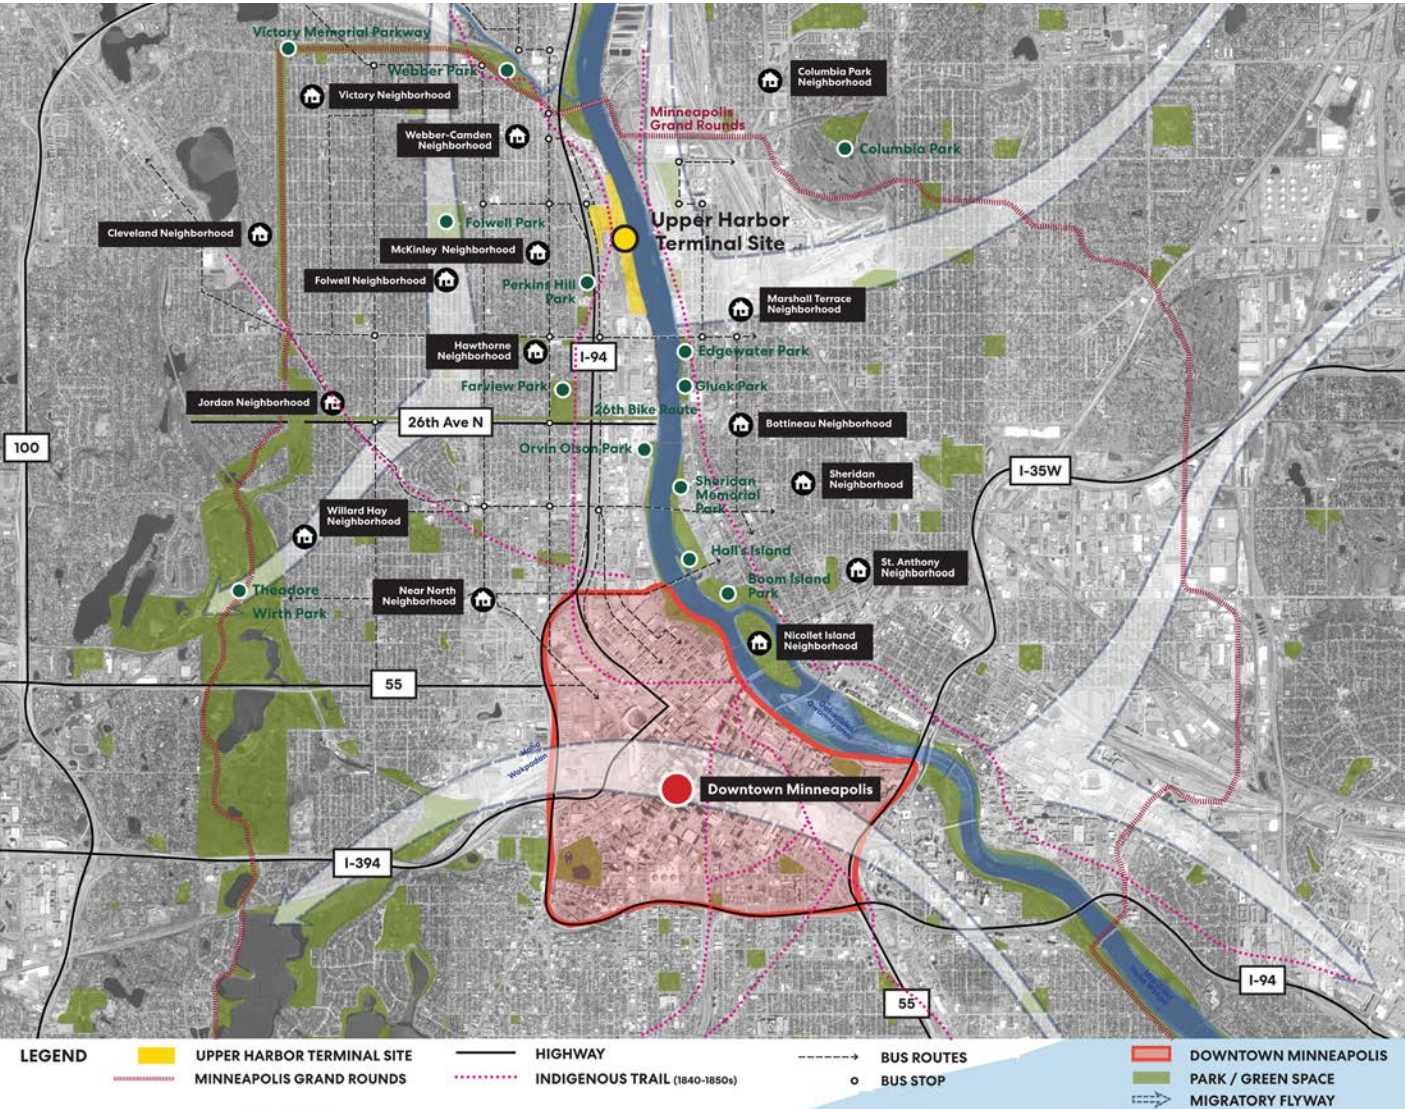 Victory Memorial Parkway
Webber Park
Victory Neighborhood
Columbia Park
Neighborhood
Minneapolis
Grand Rounds
Webber-Camden
Neighborhood
Columbia Park
Folwell Park
Upper Harbor
Terminal Site
Cleveland Neighborhood
McKinley Neighborhood
Folwell Neighborhood
Perkins Hill
Park
Marshall Terrace
Neighborhood
Hawthorne
Neighborhood
I-94
Edgewater Park
Farview Park
Gluek Park
Jordan Neighborhood
26th Bike Route
26th Ave N
Bottineau Neighborhood
100
Orvin Olson Park
I-35W
Sheridan
Memorial
Park
Sheridan
Neighborhood
Willard Hay
Neighborhood
Hall's Island
St. Anthony
Neighborhood
Theodore
Wirth Park
Near North
Neighborhood
Boom Island
Park
Nicollet Island
Neighborhood
55
Wakpadan
Downtown Minneapolis
I-394
I-94
55
LEGEND
UPPER HARBOR TERMINAL SITE
MINNEAPOLIS GRAND ROUNDS
HIGHWAY
INDIGENOUS TRAIL (1840-1850s)
BUS ROUTES
BUS STOP
DOWNTOWN MINNEAPOLIS
PARK / GREEN SPACE
MIGRATORY FLYWAY